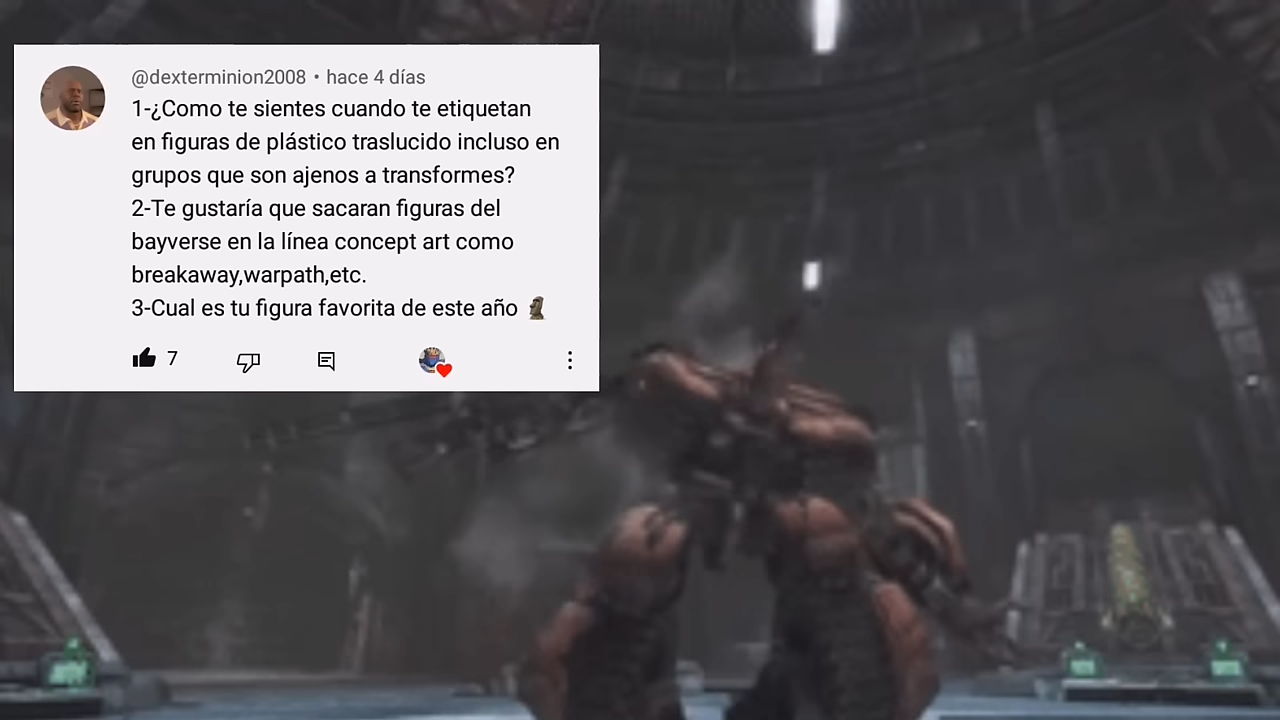 @dexterminion2008 • hace 4 días
1-¿Como te sientes cuando te etiquetan
en figuras de plástico traslucido incluso en
grupos que son ajenos a transformes?
2-Te gustaría que sacaran figuras del
bayverse en la línea concept art como
breakaway,warpath,etc.
3-Cual es tu figura favorita de este año 🗿
7